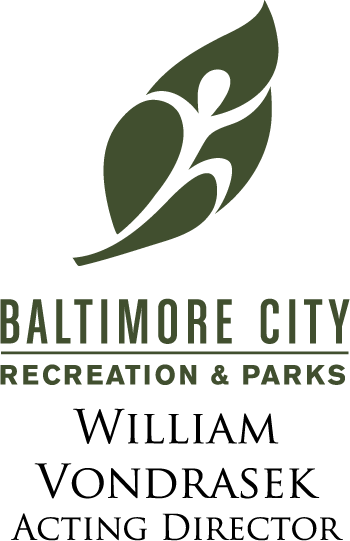 BALTIMORE CITY
RECREATION & PARKS
WILLIAM
VONDRASEK
ACTING DIRECTOR